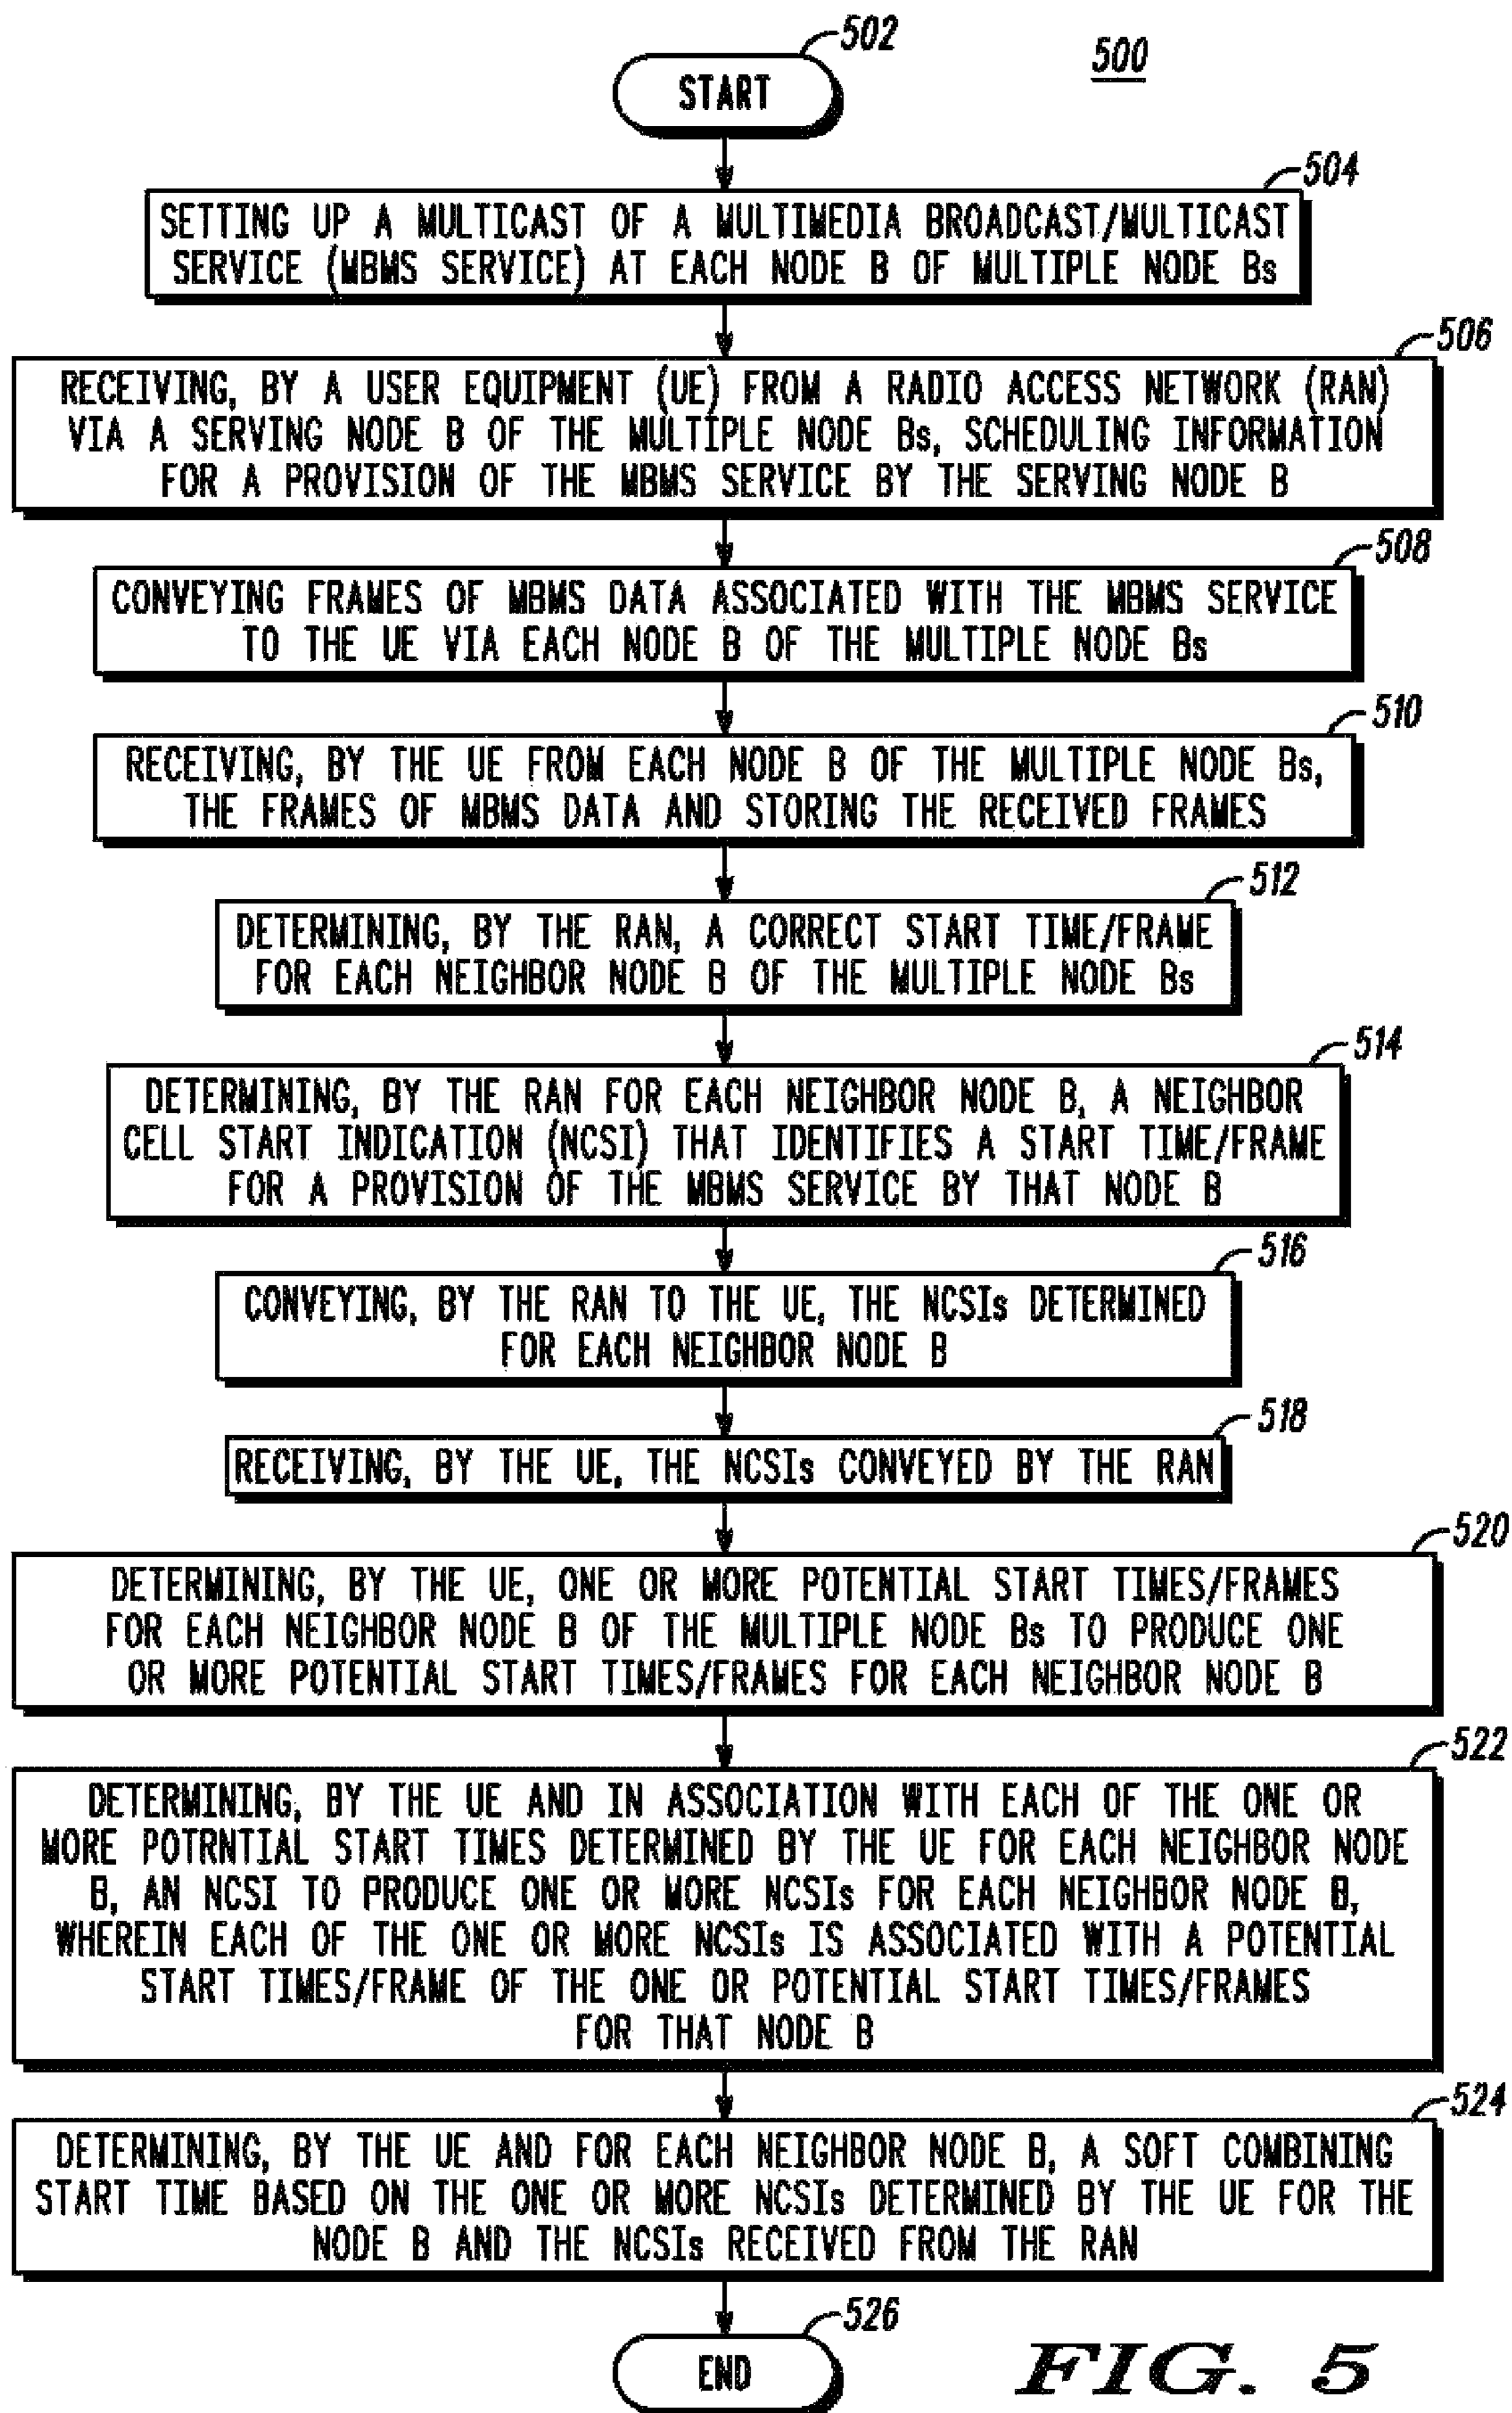 502
500
START
504
SETTING UP A MULTICAST OF A MULTIMEDIA BROADCAST/MULTICAST
SERVICE (MBMS SERVICE) AT EACH NODE B OF MULTIPLE NODE Bs
506
RECEIVING, BY A USER EQUIPMENT (UE) FROM A RADIO ACCESS NETWORK (RAN)
VIA A SERVING NODE B OF THE MULTIPLE NODE Bs, SCHEDULING INFORMATION
FOR A PROVISION OF THE MBMS SERVICE BY THE SERVING NODE B
508
CONVEYING FRAMES OF MBMS DATA ASSOCIATED WITH THE MBMS SERVICE
TO THE UE VIA EACH NODE B OF THE MULTIPLE NODE Bs
510
RECEIVING, BY THE UE FROM EACH NODE B OF THE MULTIPLE NODE Bs,
THE FRAMES OF MBMS DATA AND STORING THE RECEIVED FRAMES
512
DETERMINING, BY THE RAN, A CORRECT START TIME/FRAME
FOR EACH NEIGHBOR NODE B OF THE MULTIPLE NODE Bs
514
DETERMINING, BY THE RAN FOR EACH NEIGHBOR NODE B, A NEIGHBOR
CELL START INDICATION (NCSI) THAT IDENTIFIES A START TIME/FRAME
FOR A PROVISION OF THE MBMS SERVICE BY THAT NODE B
516
CONVEYING, BY THE RAN TO THE UE, THE NCSIs DETERMINED
FOR EACH NEIGHBOR NODE B
518
RECEIVING, BY THE UE, THE NCSIs CONVEYED BY THE RAN
520
DETERMINING, BY THE UE, ONE OR MORE POTENTIAL START TIMES/FRAMES
FOR EACH NEIGHBOR NODE B OF THE MULTIPLE NODE Bs TO PRODUCE ONE
OR MORE POTENTIAL START TIMES/FRAMES FOR EACH NEIGHBOR NODE B
522
DETERMINING, BY THE UE AND IN ASSOCIATION WITH EACH OF THE ONE OR
MORE POTRNTIAL START TIMES DETERMINED BY THE UE FOR EACH NEIGHBOR NODE
B, AN NCSI TO PRODUCE ONE OR MORE NCSIs FOR EACH NEIGHBOR NODE B,
WHEREIN EACH OF THE ONE OR MORE NCSIs IS ASSOCIATED WITH A POTENTIAL
START TIMES/FRAME OF THE ONE OR POTENTIAL START TIMES/FRAMES
FOR THAT NODE B
524
DETERMINING, BY THE UE AND FOR EACH NEIGHBOR NODE B, A SOFT COMBINING
START TIME BASED ON THE ONE OR MORE NCSIs DETERMINED BY THE UE FOR THE
NODE B AND THE NCSIs RECEIVED FROM THE RAN
526
END
FIG. 5